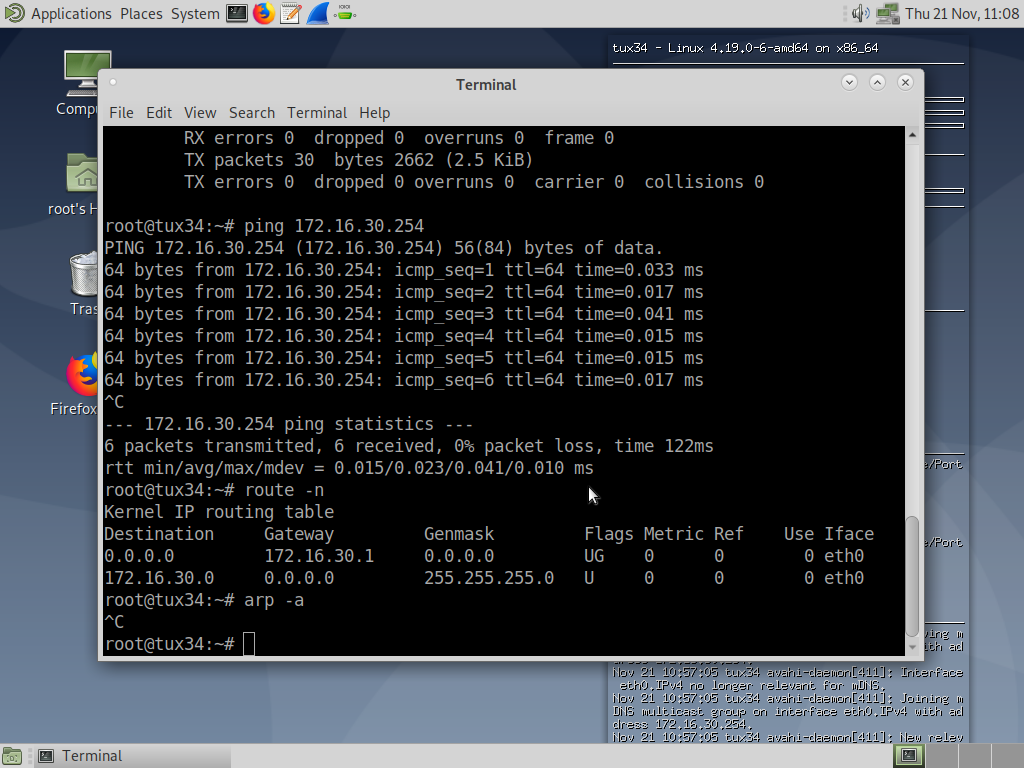 Applications Places System
Thu 21 Nov, 11:08
tux34 - Linux 4.19.0-6-amd64 on x86_64
Terminal
File Edit View Search Terminal Help
RX errors 0  dropped 0  overruns 0  frame 0
TX packets 30  bytes 2662 (2.5 KiB)
TX errors 0  dropped 0 overruns 0  carrier 0  collisions 0
root@tux34:~# ping 172.16.30.254
PING 172.16.30.254 (172.16.30.254) 56(84) bytes of data.
64 bytes from 172.16.30.254: icmp_seq=1 ttl=64 time=0.033 ms
64 bytes from 172.16.30.254: icmp_seq=2 ttl=64 time=0.017 ms
64 bytes from 172.16.30.254: icmp_seq=3 ttl=64 time=0.041 ms
64 bytes from 172.16.30.254: icmp_seq=4 ttl=64 time=0.015 ms
64 bytes from 172.16.30.254: icmp_seq=5 ttl=64 time=0.015 ms
64 bytes from 172.16.30.254: icmp_seq=6 ttl=64 time=0.017 ms
^C
--- 172.16.30.254 ping statistics ---
6 packets transmitted, 6 received, 0% packet loss, time 122ms
rtt min/avg/max/mdev = 0.015/0.023/0.041/0.010 ms
root@tux34:~# route -n
Kernel IP routing table
Destination     Gateway         Genmask         Flags Metric Ref    Use Iface
0.0.0.0         172.16.30.1     0.0.0.0         UG    0      0        0 eth0
172.16.30.0     0.0.0.0         255.255.255.0   U     0      0        0 eth0
root@tux34:~# arp -a
^C
root@tux34:~#
Compu
root's H
Tras
Firefox
e/Port
e/Port
ving m
ith ad
Nov 21 10:57:05 tux34 avahi-daemon[411]: Interface
eth0.IPv4 no longer relevant for mDNS.
Nov 21 10:57:05 tux34 avahi-daemon[411]: Joining m
DNS multicast group on interface eth0.IPv4 with ad
dress 172.16.30.254.
Nov 21 10:57:05 tux34 avahi-daemon[411]: New relev
Terminal